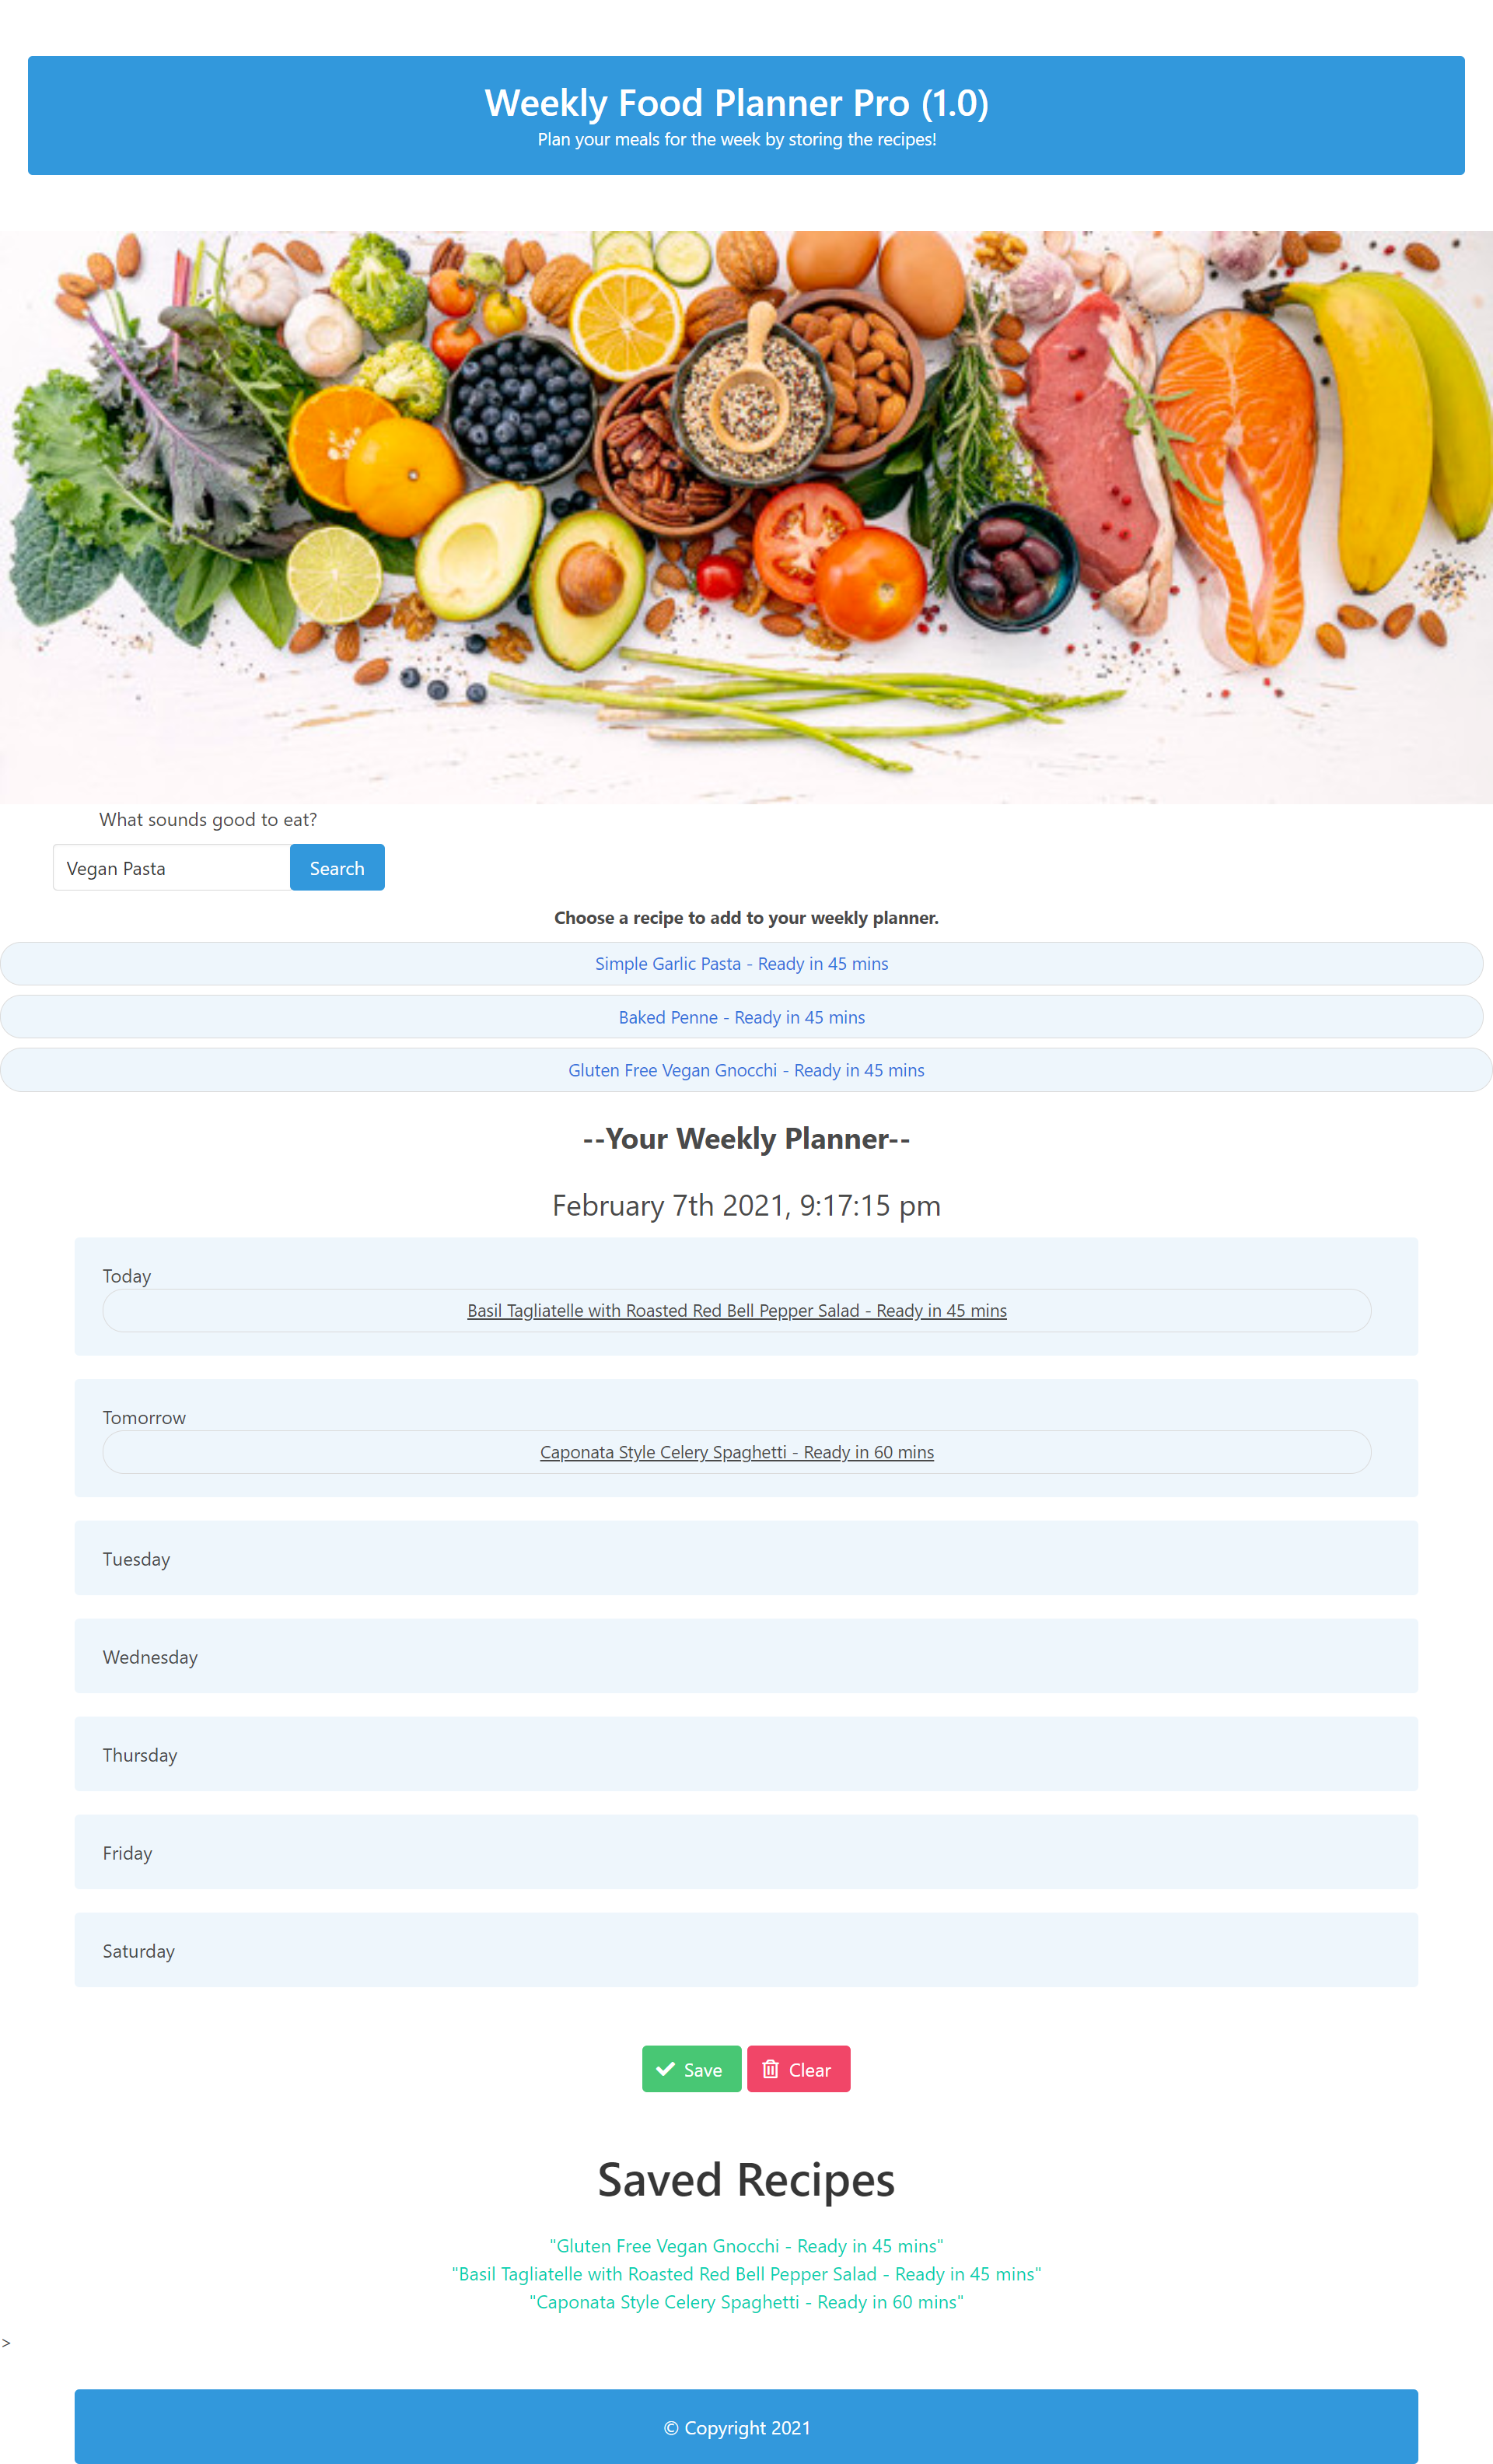 Weekly Food Planner Pro (1.0)
Plan your meals for the week by storing the recipes!
What sounds good to eat?
Vegan Pasta
Search
Choose a recipe to add to your weekly planner.
Simple Garlic Pasta - Ready in 45 mins
Baked Penne - Ready in 45 mins
Gluten Free Vegan Gnocchi - Ready in 45 mins
--Your Weekly Planner--
February 7th 2021, 9:17:15 pm
Today
Basil Tagliatelle with Roasted Red Bell Pepper Salad - Ready in 45 mins
Tomorrow
Caponata Style Celery Spaghetti - Ready in 60 mins
Tuesday
Wednesday
Thursday
Friday
Saturday
Save
Clear
Saved Recipes
"Gluten Free Vegan Gnocchi - Ready in 45 mins"
"Basil Tagliatelle with Roasted Red Bell Pepper Salad - Ready in 45 mins"
"Caponata Style Celery Spaghetti - Ready in 60 mins"
>
© Copyright 2021